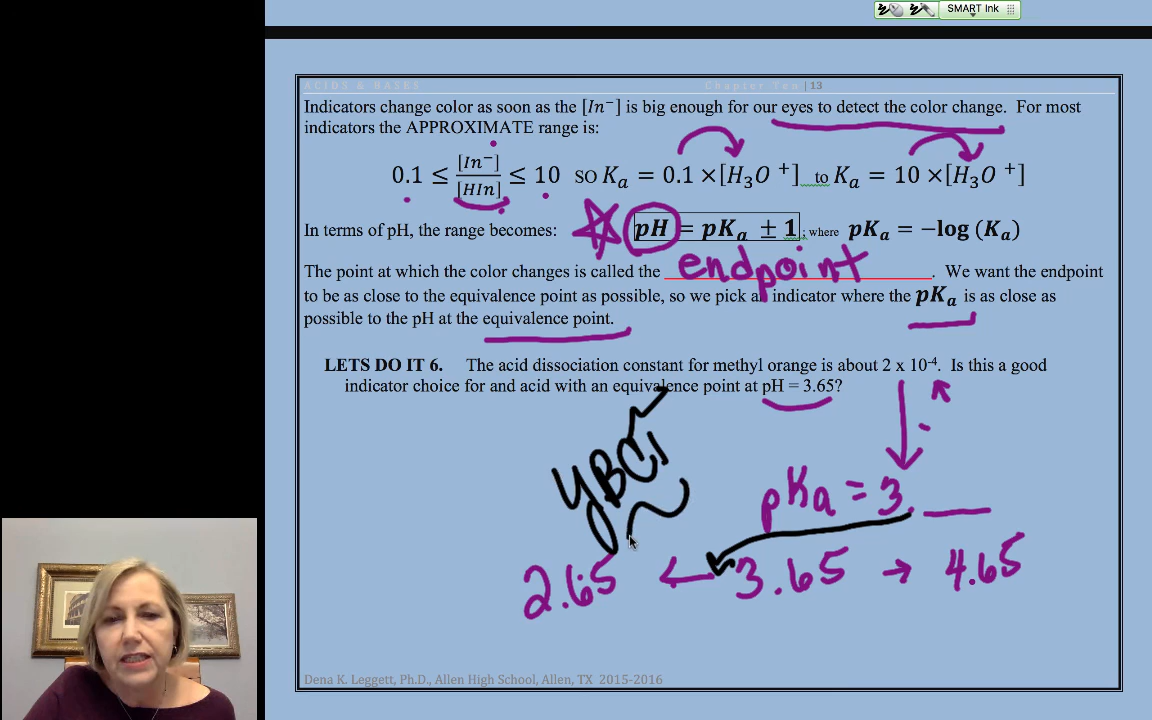 SMART Ink
ACIDS & BASES Chapter Ten | 13
Indicators change color as soon as the [In⁻] is big enough for our eyes to detect the color change. For most
indicators the APPROXIMATE range is:
0.1 ≤ [In⁻]/[HIn] ≤ 10 SO Kₐ = 0.1 ×[H₃O ⁺] to Kₐ = 10 ×[H₃O ⁺]
In terms of pH, the range becomes: pH = pKₐ ± 1 ; where pKₐ = −log (Kₐ)
The point at which the color changes is called the endpoint. We want the endpoint
to be as close to the equivalence point as possible, so we pick an indicator where the pKₐ is as close as
possible to the pH at the equivalence point.
LETS DO IT 6. The acid dissociation constant for methyl orange is about 2 x 10⁻⁴. Is this a good
indicator choice for and acid with an equivalence point at pH = 3.65?
YBCI
pKa = 3.__
2.65 ← 3.65 → 4.65
Dena K. Leggett, Ph.D., Allen High School, Allen, TX 2015-2016